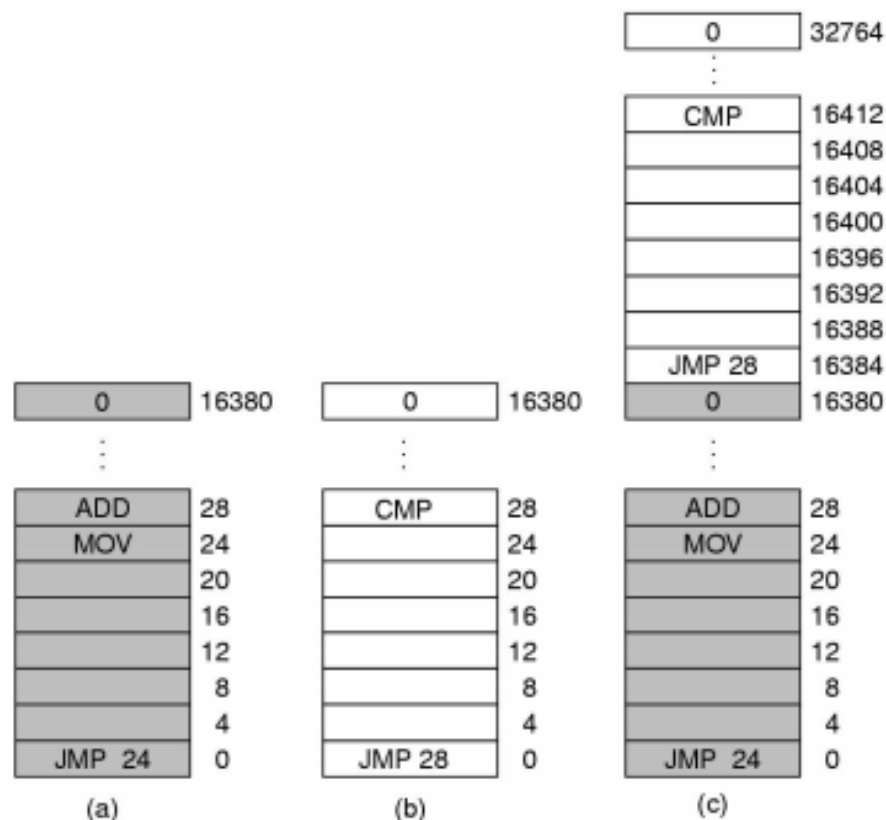 0 32764
⋮
CMP 16412
16408
16404
16400
16396
16392
16388
JMP 28 16384
0 16380 0 16380 0 16380
⋮ ⋮ ⋮
ADD 28 CMP 28 ADD 28
MOV 24 24 MOV 24
20 20 20
16 16 16
12 12 12
8 8 8
4 4 4
JMP 24 0 JMP 28 0 JMP 24 0
(a) (b) (c)